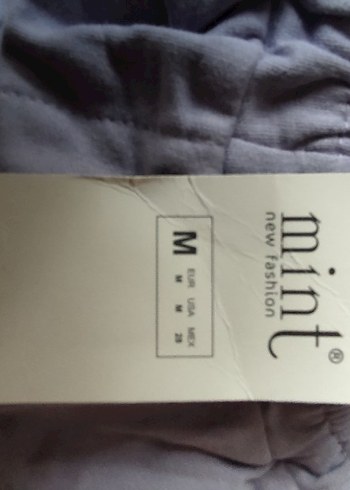 mint®
new fashion
M
EUR USA MEX
M M 28